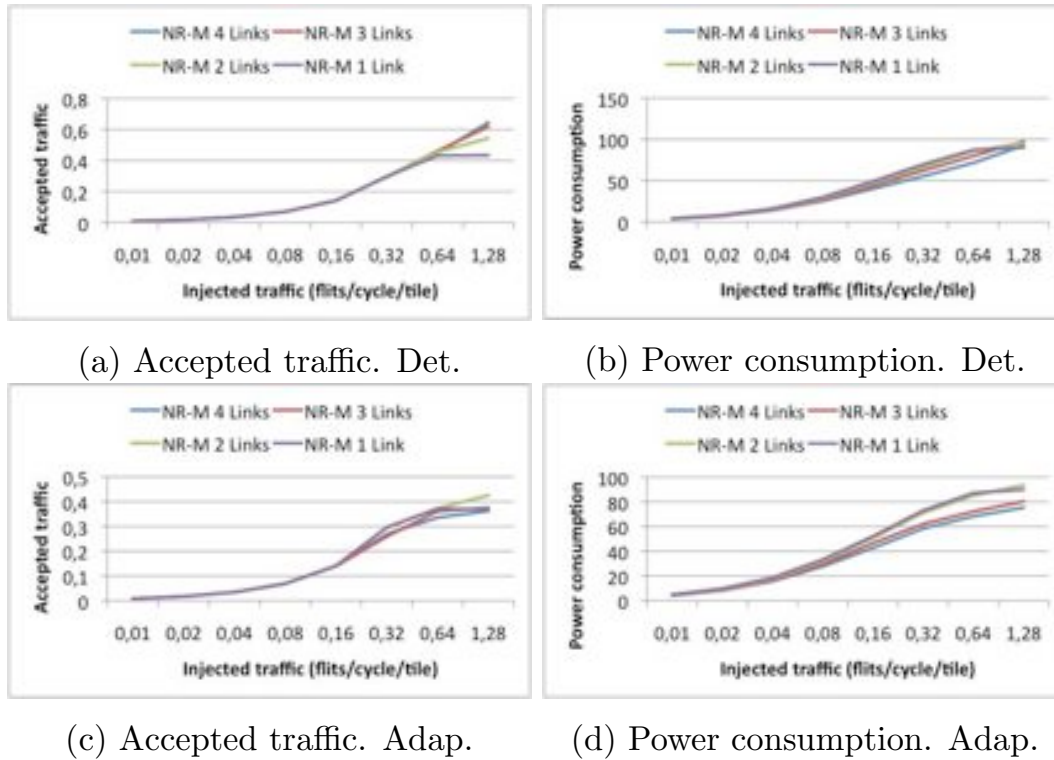 NR-M 4 Links NR-M 3 Links
NR-M 2 Links NR-M 1 Link
Accepted traffic
0,8
0,6
0,4
0,2
0
0,01 0,02 0,04 0,08 0,16 0,32 0,64 1,28
Injected traffic (flits/cycle/tile)
(a) Accepted traffic. Det.
NR-M 4 Links NR-M 3 Links
NR-M 2 Links NR-M 1 Link
Power consumption
150
100
50
0
0,01 0,02 0,04 0,08 0,16 0,32 0,64 1,28
Injected traffic (flits/cycle/tile)
(b) Power consumption. Det.
NR-M 4 Links NR-M 3 Links
NR-M 2 Links NR-M 1 Link
Accepted traffic
0,5
0,4
0,3
0,2
0,1
0
0,01 0,02 0,04 0,08 0,16 0,32 0,64 1,28
Injected traffic (flits/cycle/tile)
(c) Accepted traffic. Adap.
NR-M 4 Links NR-M 3 Links
NR-M 2 Links NR-M 1 Link
Power consumption
100
80
60
40
20
0
0,01 0,02 0,04 0,08 0,16 0,32 0,64 1,28
Injected traffic (flits/cycle/tile)
(d) Power consumption. Adap.